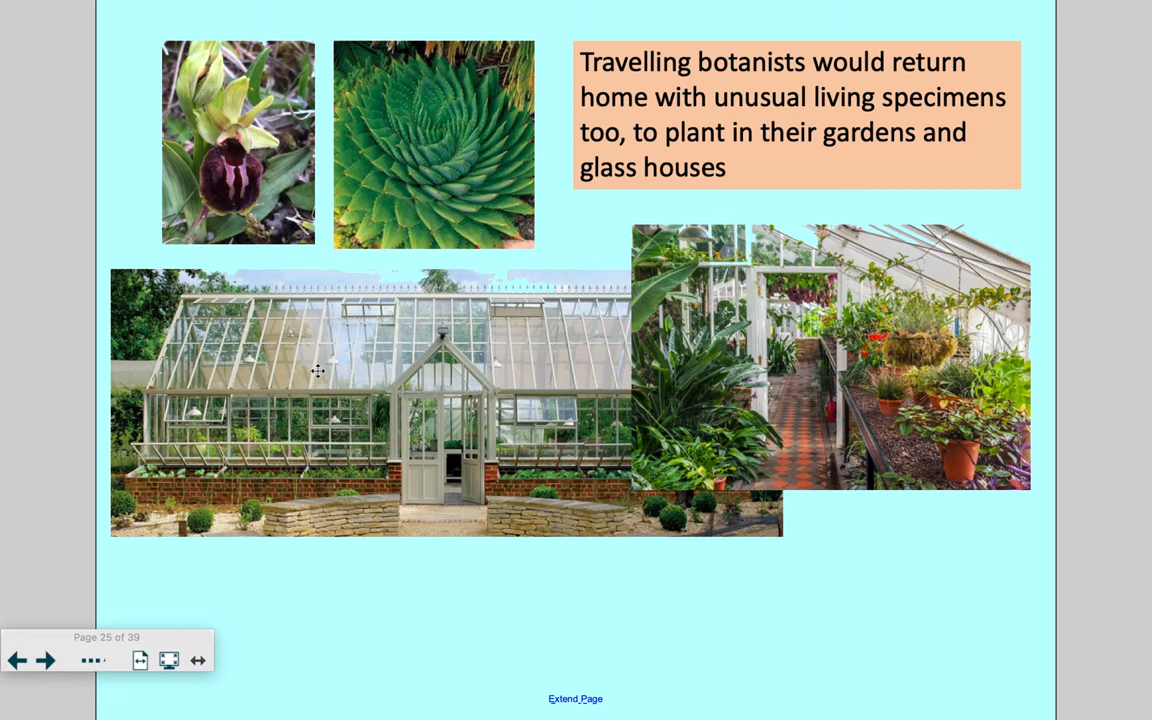 Travelling botanists would return
home with unusual living specimens
too, to plant in their gardens and
glass houses
Page 25 of 39
Extend Page